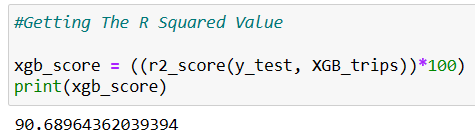 #Getting The R Squared Value
xgb_score = ((r2_score(y_test, XGB_trips))*100)
print(xgb_score)
90.68964362039394